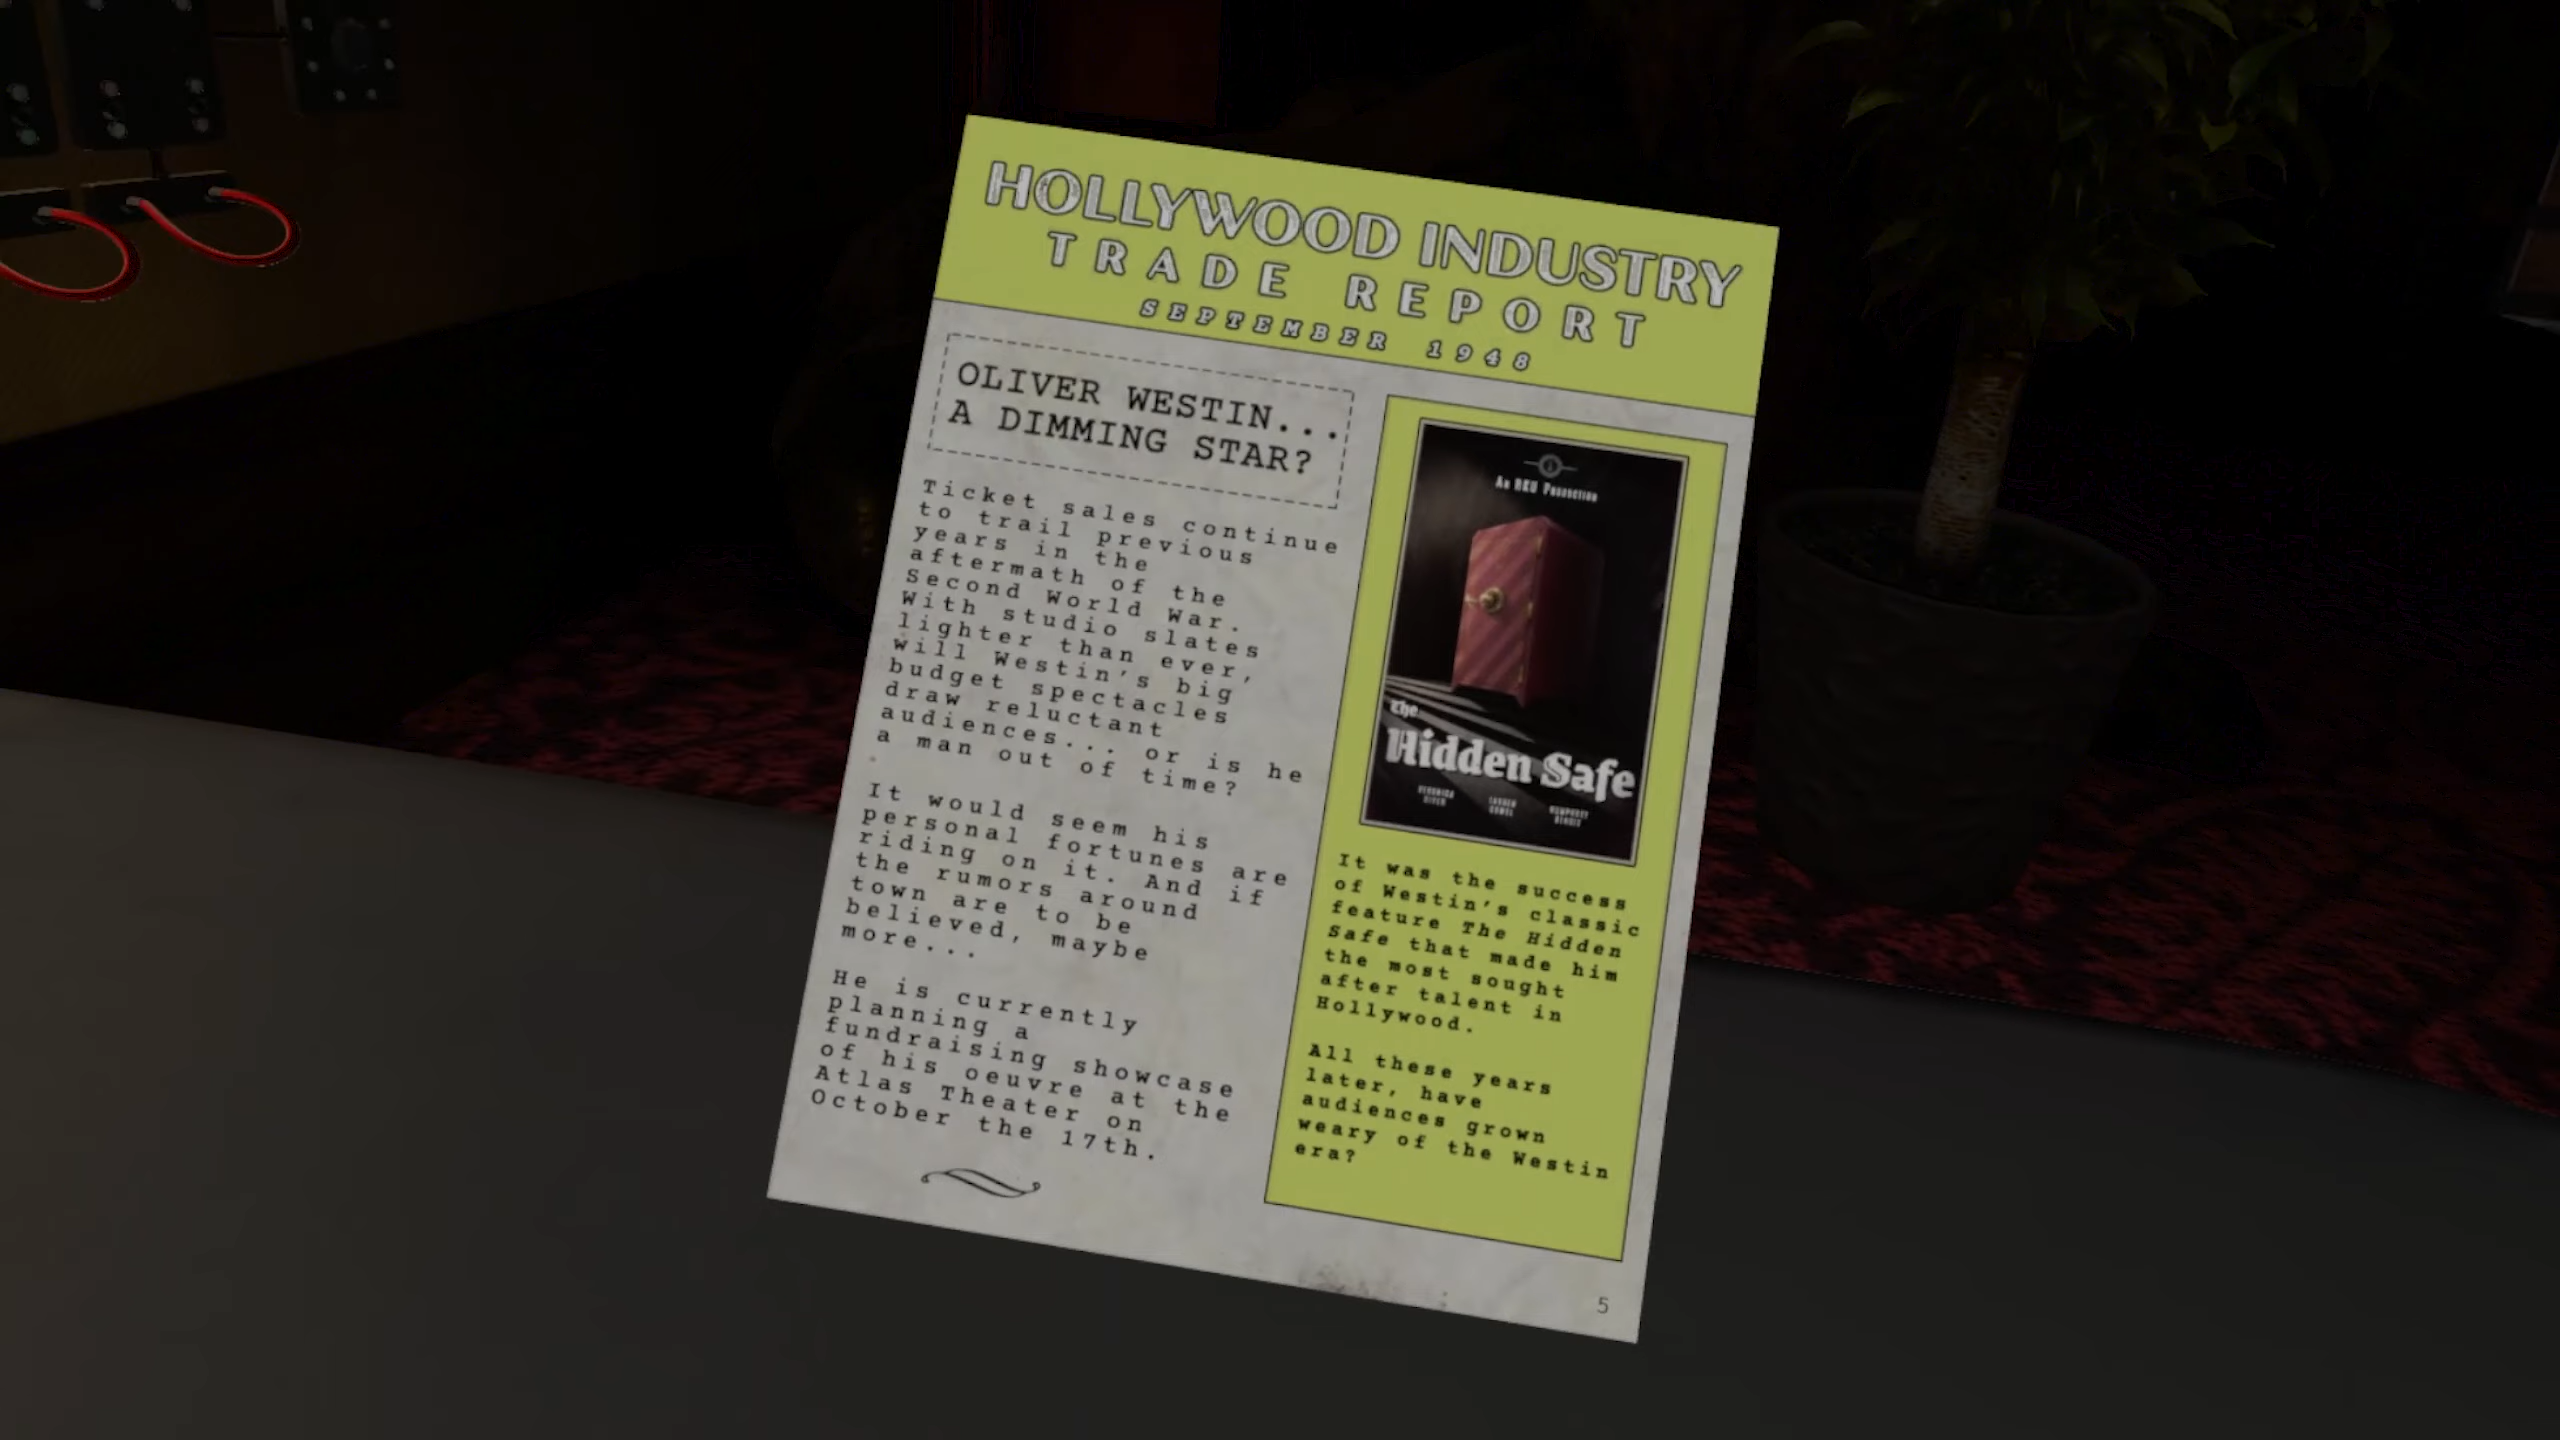 HOLLYWOOD INDUSTRY
TRADE REPORT
SEPTEMBER 1948
OLIVER WESTIN...
A DIMMING STAR?
Ticket sales continue
to trail previous
years in the
aftermath of the
Second World War.
With studio slates
lighter than ever,
will Westin's big
budget spectacles
draw reluctant
audiences... or is he
a man out of time?
It would seem his
personal fortunes are
riding on it. And if
the rumors around
town are to be
believed, maybe
more...
He is currently
planning a
fundraising showcase
of his oeuvre at the
Atlas Theater on
October the 17th.
An RKU
The
Hidden Safe
VERONICA
It was the success
of Westin's classic
feature The Hidden
Safe that made him
the most sought
after talent in
Hollywood.
All these years
later, have
audiences grown
weary of the Westin
era?
5